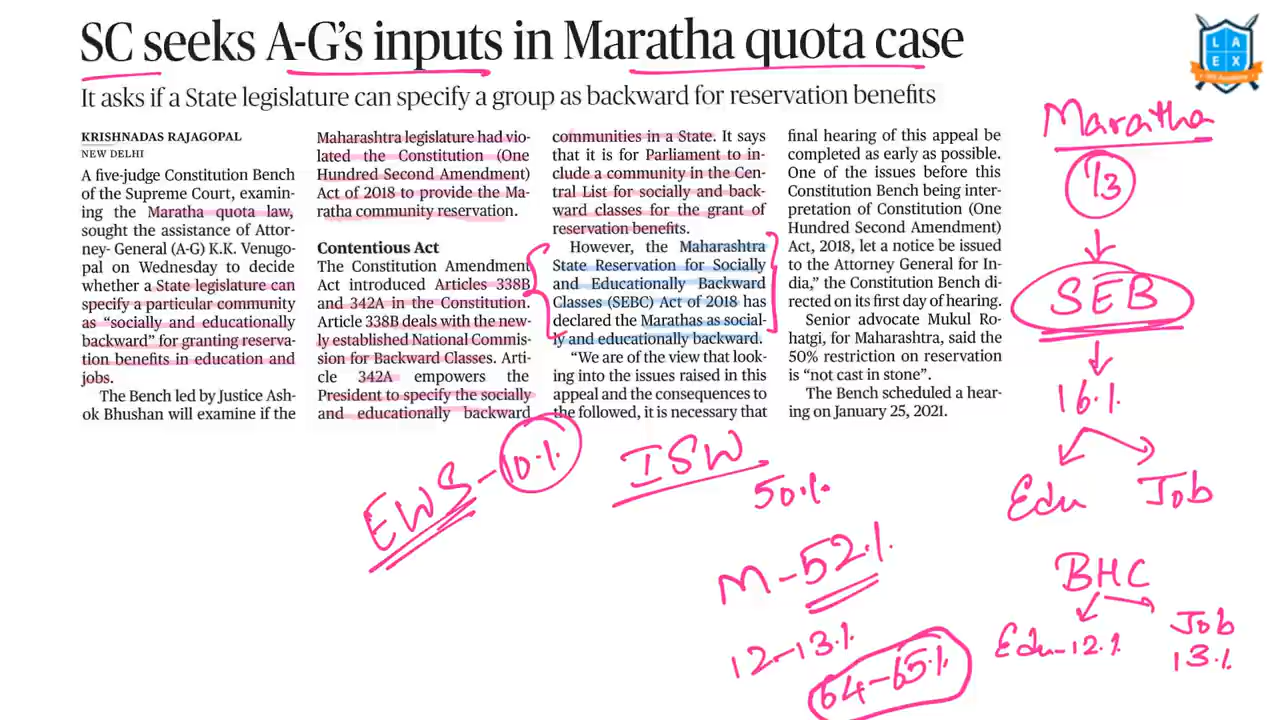 SC seeks A-G's inputs in Maratha quota case
It asks if a State legislature can specify a group as backward for reservation benefits
KRISHNADAS RAJAGOPAL
NEW DELHI
A five-judge Constitution Bench
of the Supreme Court, examin-
ing the Maratha quota law,
sought the assistance of Attor-
ney- General (A-G) K.K. Venugo-
pal on Wednesday to decide
whether a State legislature can
specify a particular community
as “socially and educationally
backward” for granting reserva-
tion benefits in education and
jobs.
The Bench led by Justice Ash-
ok Bhushan will examine if the
Maharashtra legislature had vio-
lated the Constitution (One
Hundred Second Amendment)
Act of 2018 to provide the Ma-
ratha community reservation.
Contentious Act
The Constitution Amendment
Act introduced Articles 338B
and 342A in the Constitution.
Article 338B deals with the new-
ly established National Commis-
sion for Backward Classes. Arti-
cle 342A empowers the
President to specify the socially
and educationally backward
communities in a State. It says
that it is for Parliament to in-
clude a community in the Cen-
tral List for socially and back-
ward classes for the grant of
reservation benefits.
However, the Maharashtra
State Reservation for Socially
and Educationally Backward
Classes (SEBC) Act of 2018 has
declared the Marathas as social-
ly and educationally backward.
“We are of the view that look-
ing into the issues raised in this
appeal and the consequences to
the followed, it is necessary that
final hearing of this appeal be
completed as early as possible.
One of the issues before this
Constitution Bench being inter-
pretation of Constitution (One
Hundred Second Amendment)
Act, 2018, let a notice be issued
to the Attorney General for In-
dia,” the Constitution Bench di-
rected on its first day of hearing.
Senior advocate Mukul Ro-
hatgi, for Maharashtra, said the
50% restriction on reservation
is “not cast in stone”.
The Bench scheduled a hear-
ing on January 25, 2021.
LA
EX
Maratha
1/3
SEB
16%
Edu Job
BHC
Edu-12%
Job
13%
EWS-10%
ISW
50%
M-52%
12-13%
64-65%